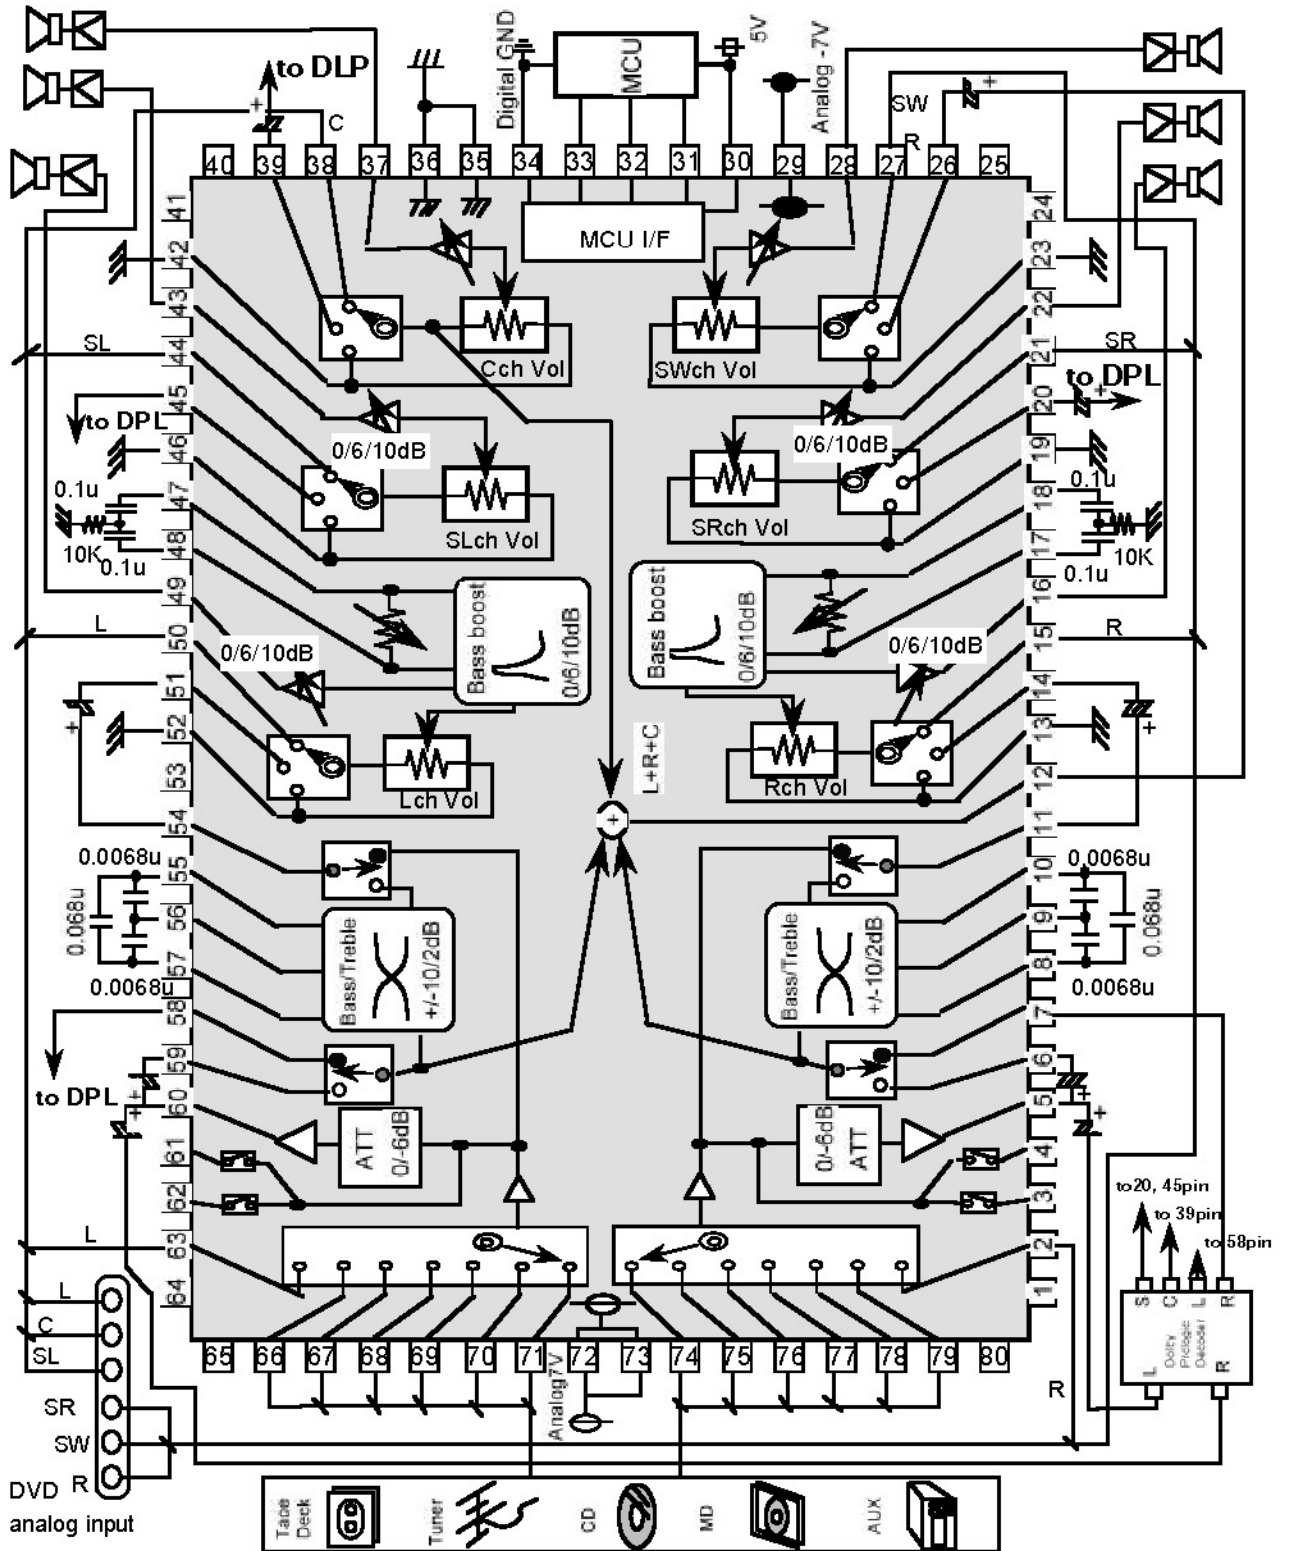 to DLP
C
Digital GND
MCU
5V
Analog -7V
SW
R
40 39 38 37 36 35 34 33 32 31 30 29 28 27 26 25
MCU I/F
41
42
43
44
45
46
47
48
49
50
51
52
53
54
55
56
57
58
59
60
61
62
63
64
24
23
22
21
20
19
18
17
16
15
14
13
12
11
10
9
8
7
6
5
4
3
2
1
SL
SR
Cch Vol
SWch Vol
to DPL
to DPL
0/6/10dB
0/6/10dB
SLch Vol
SRch Vol
0.1u
10K
0.1u
0.1u
10K
0.1u
Bass boost
0/6/10dB
Bass boost
0/6/10dB
L
R
0/6/10dB
0/6/10dB
L+R+C
Lch Vol
Rch Vol
+
0.0068u
0.068u
0.0068u
0.0068u
0.068u
0.0068u
Bass/Treble
+/-10/2dB
Bass/Treble
+/-10/2dB
to DPL
ATT
0/-6dB
0/-6dB
ATT
to20, 45pin
to 39pin
to 58pin
S C L R
Dolby
Prologic
Decoder
L R
L
L
C
SL
SR
SW
R
DVD
analog input
65 66 67 68 69 70 71 72 73 74 75 76 77 78 79 80
Analog7V
R
Tape
Deck
Tuner
CD
MD
AUX